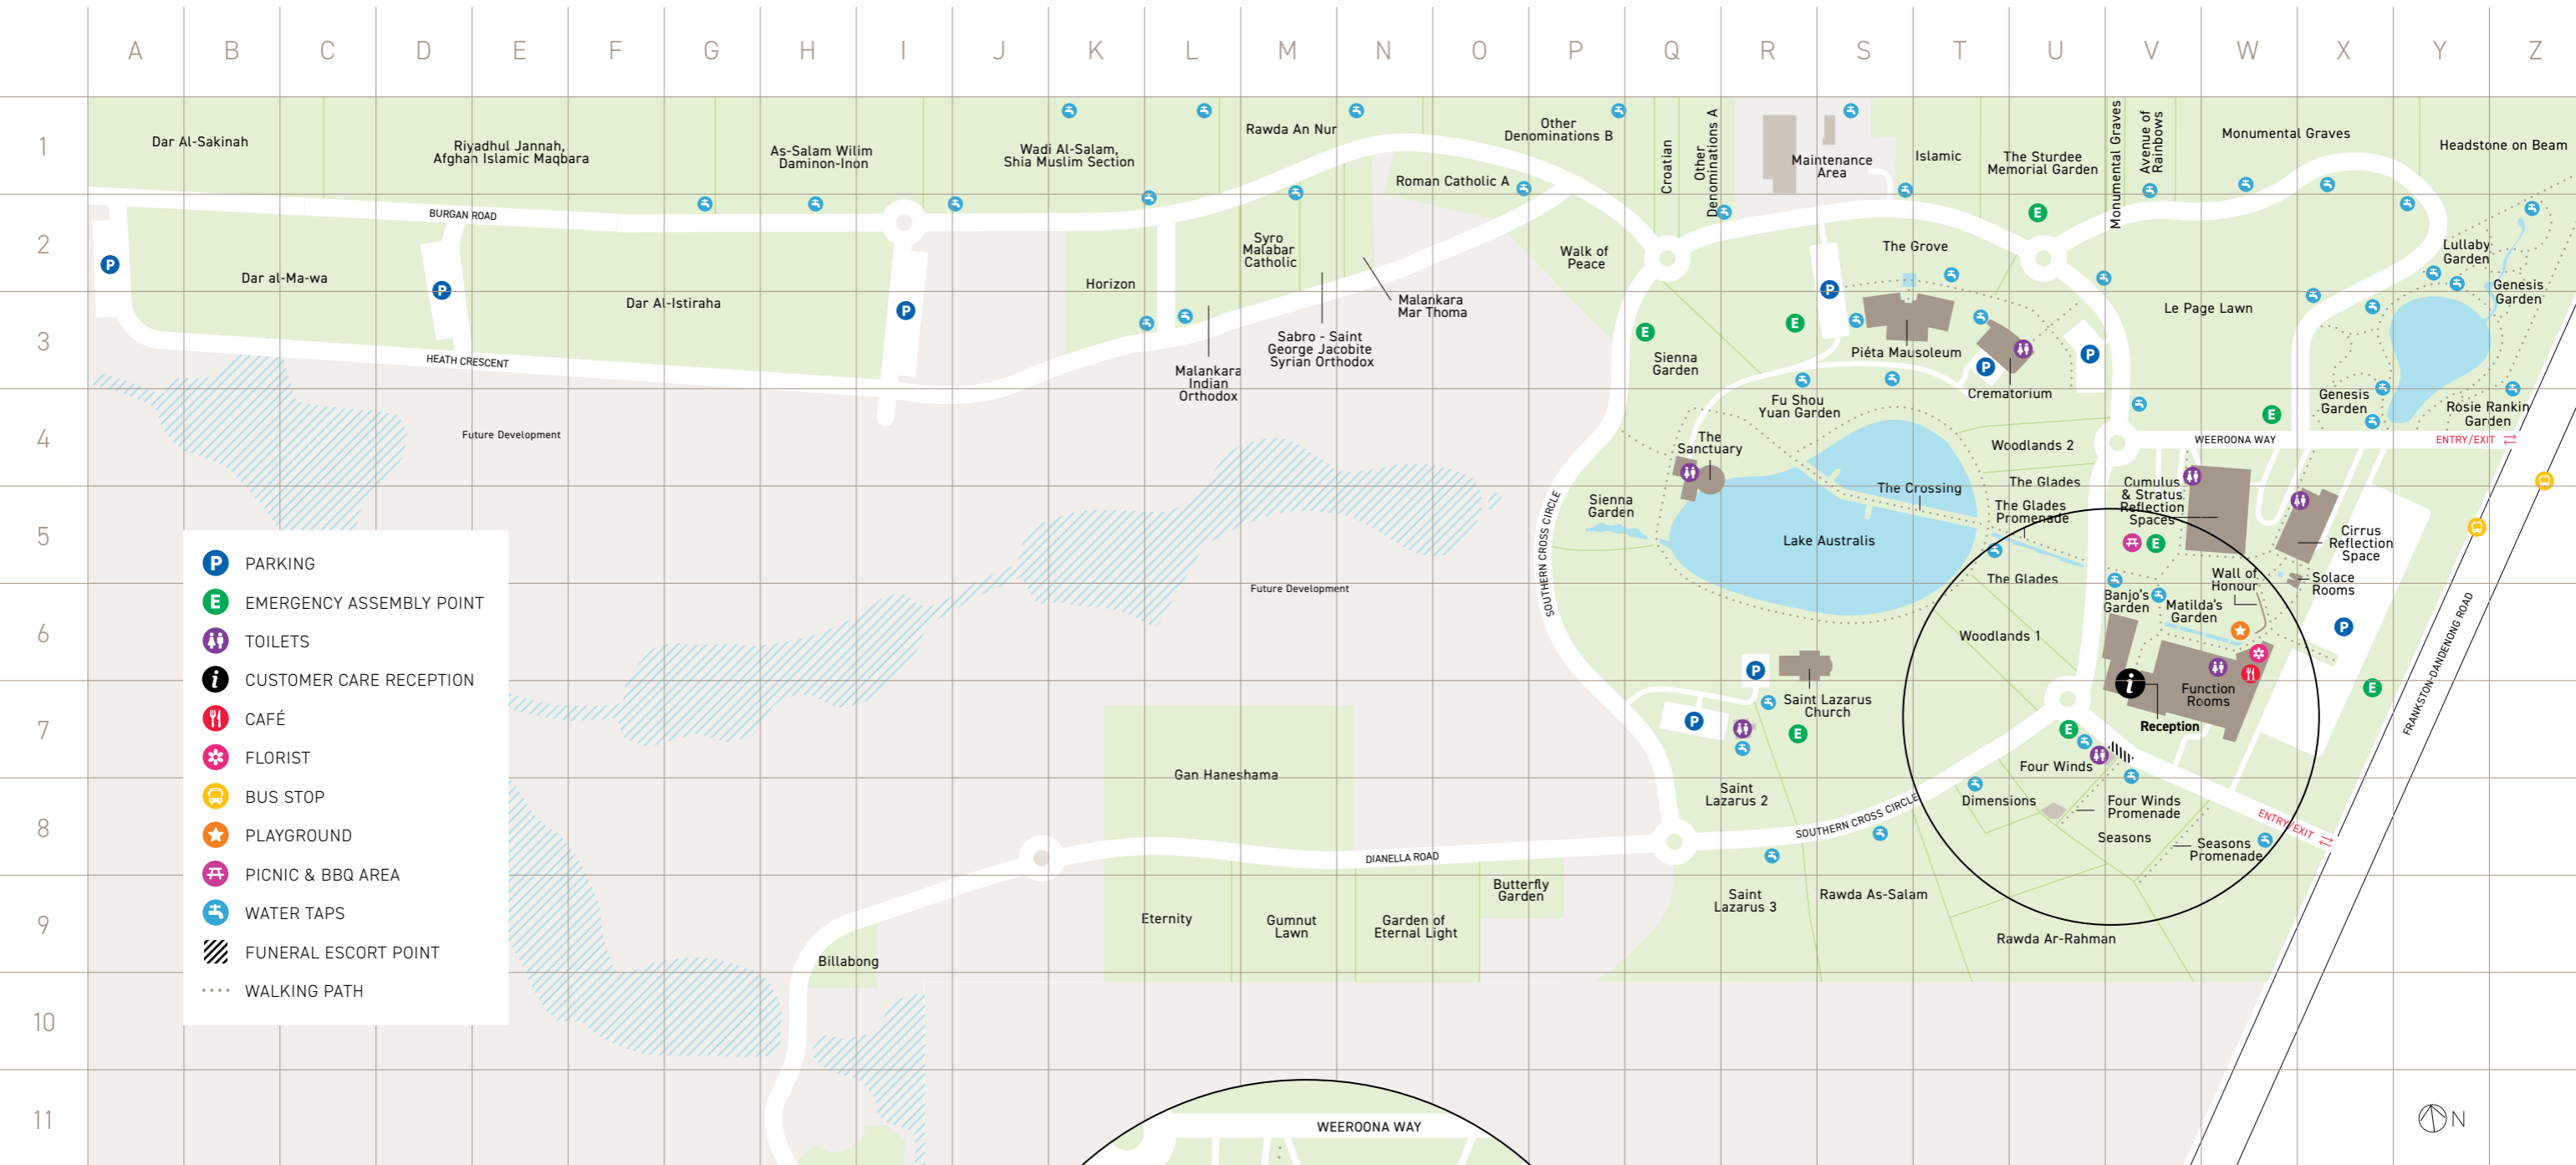 A B C D E F G H I J K L M N O P Q R S T U V W X Y Z
1
2
3
4
5
6
7
8
9
10
11
Dar Al-Sakinah
Riyadhul Jannah,
Afghan Islamic Maqbara
As-Salam Wilim
Daminon-Inon
Wadi Al-Salam,
Shia Muslim Section
Rawda An Nur
Other
Denominations B
Roman Catholic A
Croatian
Other
Denominations A
Maintenance
Area
Islamic
The Sturdee
Memorial Garden
Monumental Graves
Avenue of
Rainbows
Monumental Graves
Headstone on Beam
BURGAN ROAD
P
Dar al-Ma-wa
P
Dar Al-Istiraha
P
HEATH CRESCENT
Horizon
Syro
Malabar
Catholic
Malankara
Mar Thoma
Sabro - Saint
George Jacobite
Syrian Orthodox
Malankara
Indian
Orthodox
Walk of
Peace
The Grove
E
Lullaby
Garden
Genesis
Garden
Le Page Lawn
P
E
E
Sienna
Garden
Piéta Mausoleum
P
P
Crematorium
Fu Shou
Yuan Garden
Genesis
Garden
E
Rosie Rankin
Garden
WEEROONA WAY
ENTRY/EXIT
Future Development
The
Sanctuary
Woodlands 2
The Crossing
The Glades
The Glades
Promenade
Cumulus
& Stratus
Reflection
Spaces
Sienna
Garden
SOUTHERN CROSS CIRCLE
Lake Australis
E
Cirrus
Reflection
Space
The Glades
Wall of
Honour
Solace
Rooms
Banjo's
Garden
Matilda's
Garden
Future Development
Woodlands 1
P
FRANKSTON-DANDENONG ROAD
P
Saint Lazarus
Church
i
Function
Rooms
E
Reception
P
E
E
Four Winds
Gan Haneshama
Saint
Lazarus 2
Dimensions
Four Winds
Promenade
SOUTHERN CROSS CIRCLE
Seasons
Seasons
Promenade
ENTRY/EXIT
DIANELLA ROAD
Butterfly
Garden
Eternity
Gumnut
Lawn
Garden of
Eternal Light
Saint
Lazarus 3
Rawda As-Salam
Rawda Ar-Rahman
Billabong
P PARKING
E EMERGENCY ASSEMBLY POINT
TOILETS
i CUSTOMER CARE RECEPTION
CAFÉ
FLORIST
BUS STOP
PLAYGROUND
PICNIC & BBQ AREA
WATER TAPS
FUNERAL ESCORT POINT
WALKING PATH
WEEROONA WAY
N